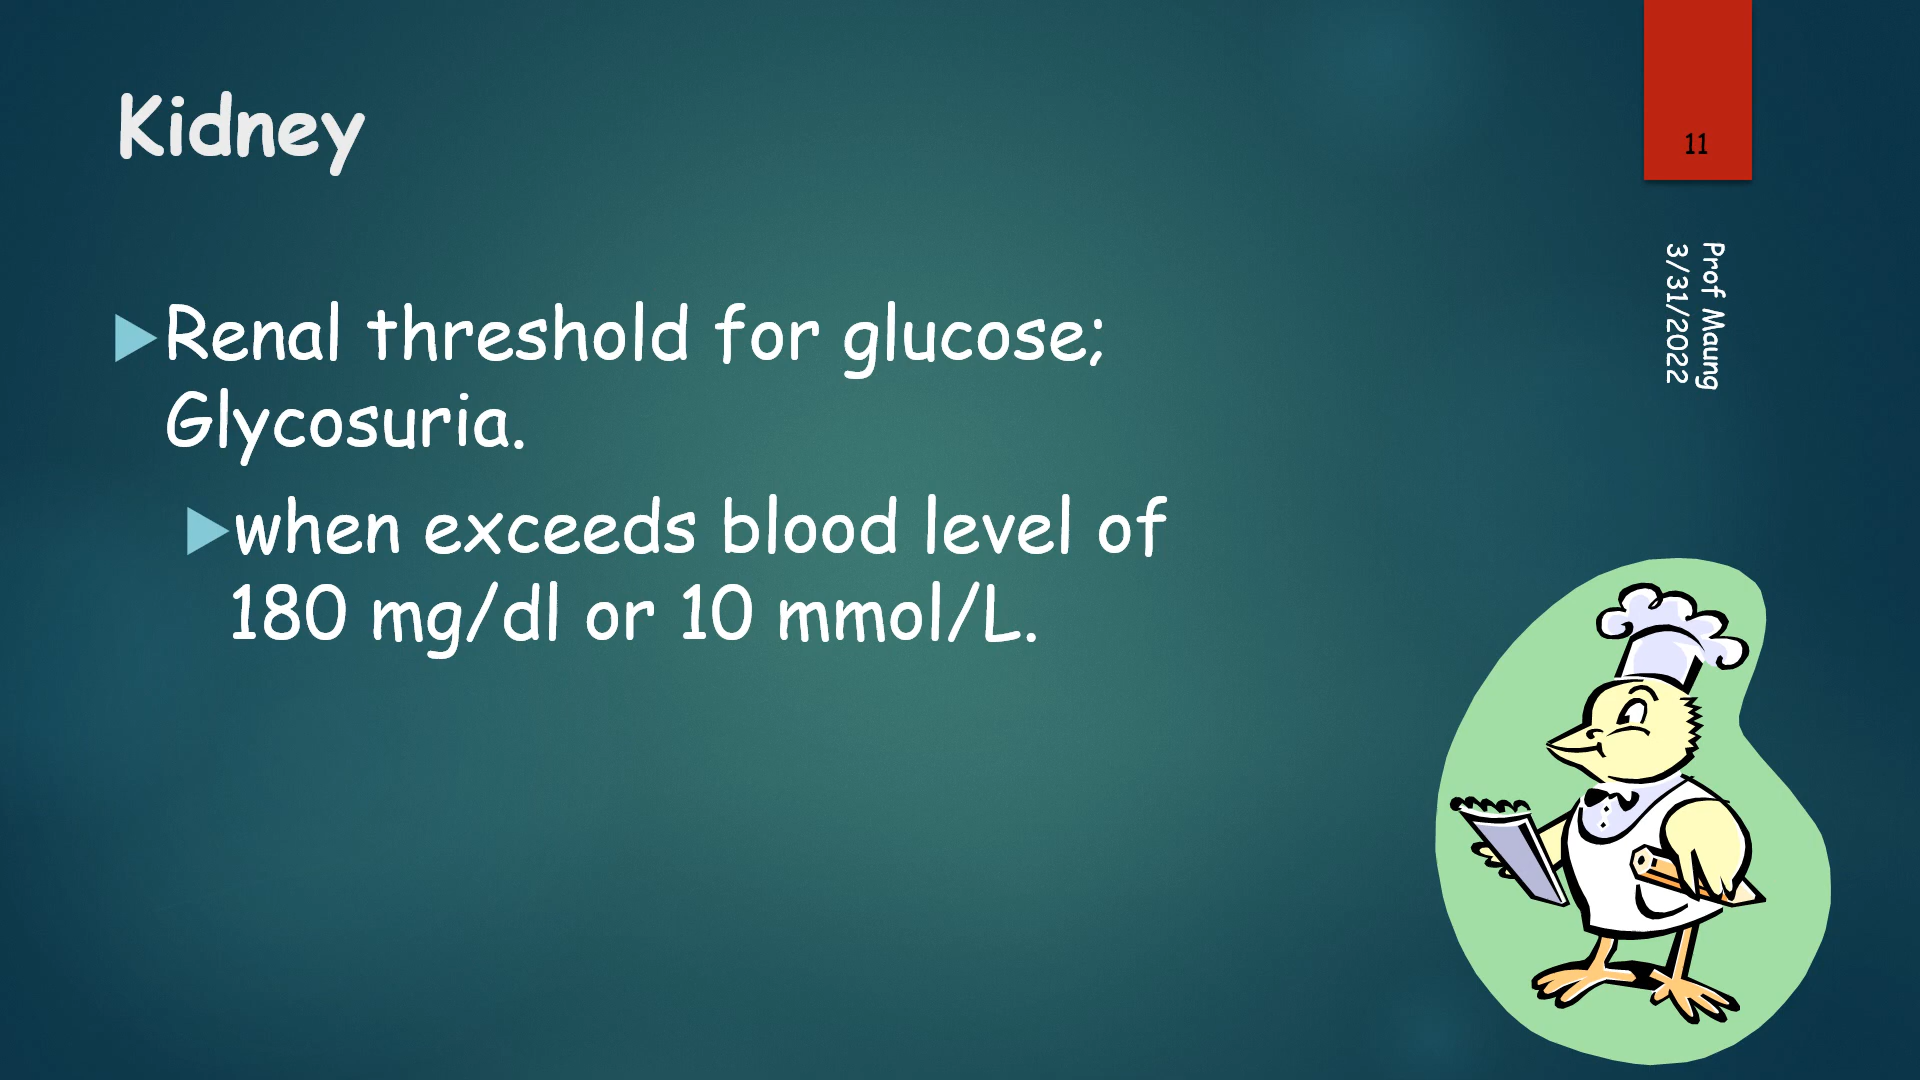 Kidney
11
Prof Maung
3/31/2022
Renal threshold for glucose;
Glycosuria.
when exceeds blood level of
180 mg/dl or 10 mmol/L.